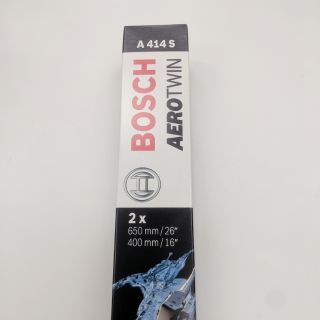 A 414 S
BOSCH
AEROTWIN
2 x
650 mm / 26"
400 mm / 16"